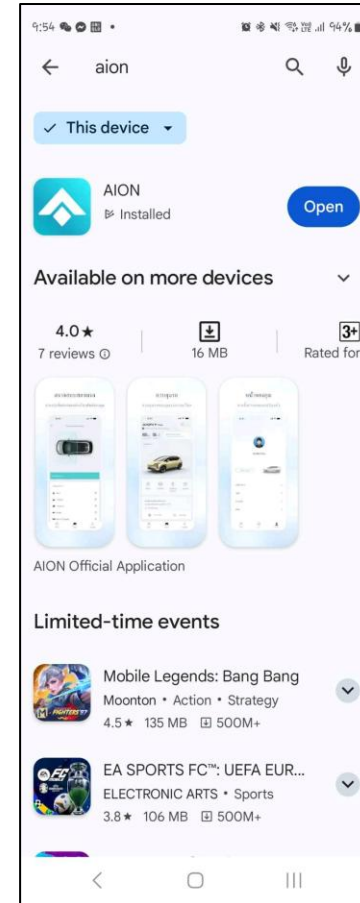 9:54
94%
aion
This device
AION
Installed
Open
Available on more devices
4.0★
7 reviews
16 MB
3+
Rated for
AION Official Application
Limited-time events
Mobile Legends: Bang Bang
Moonton • Action • Strategy
4.5★ 135 MB 500M+
EA SPORTS FC™: UEFA EUR...
ELECTRONIC ARTS • Sports
3.8★ 106 MB 500M+